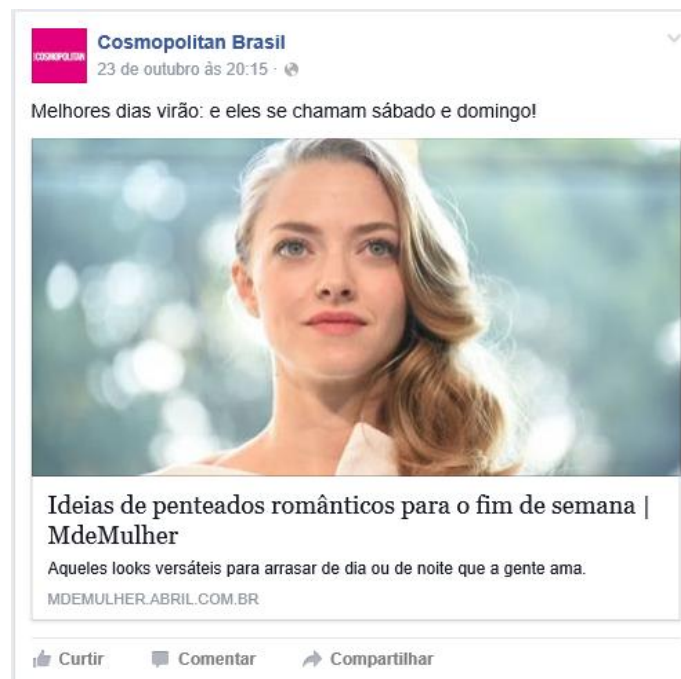 COSMOPOLITAN
Cosmopolitan Brasil
23 de outubro às 20:15 ·
Melhores dias virão: e eles se chamam sábado e domingo!
Ideias de penteados românticos para o fim de semana |
MdeMulher
Aqueles looks versáteis para arrasar de dia ou de noite que a gente ama.
MDEMULHER.ABRIL.COM.BR
Curtir Comentar Compartilhar